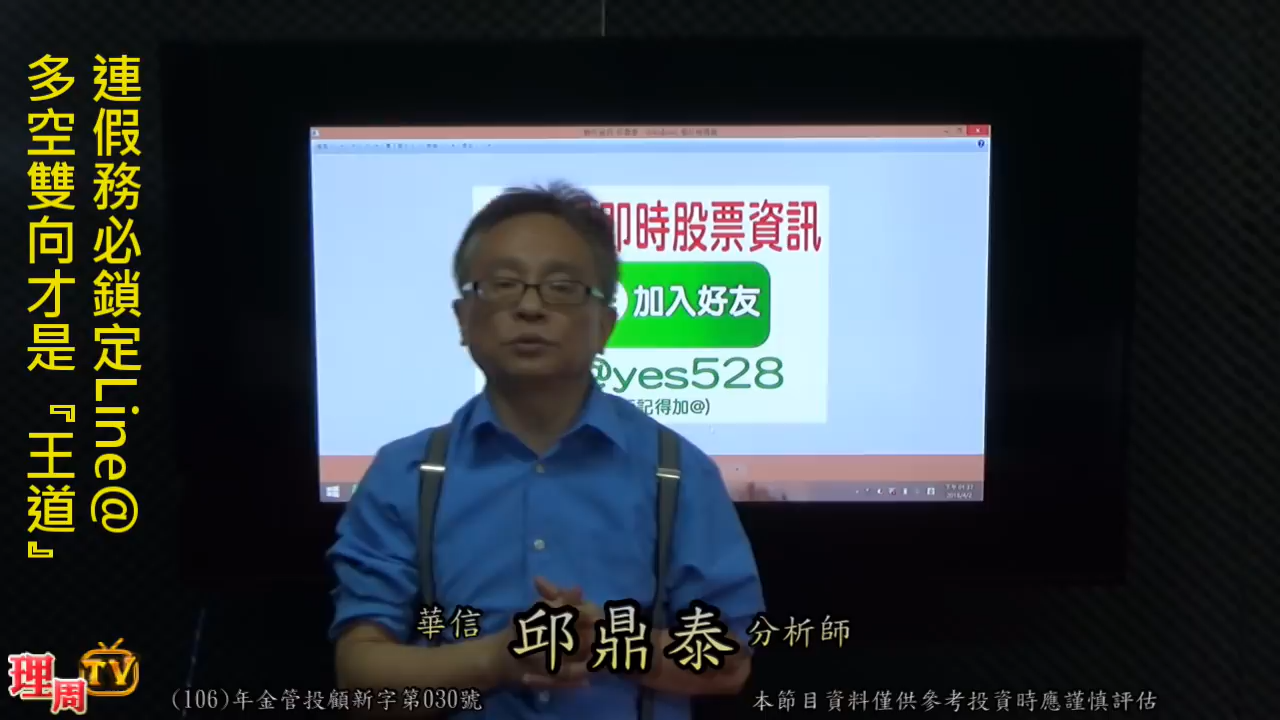 連假務必鎖定Line@
多空雙向才是『王道』
即時股票資訊
加入好友
@yes528
記得加@)
華信 邱鼎泰 分析師
理周TV
(106)年金管投顧新字第030號
本節目資料僅供參考投資時應謹慎評估